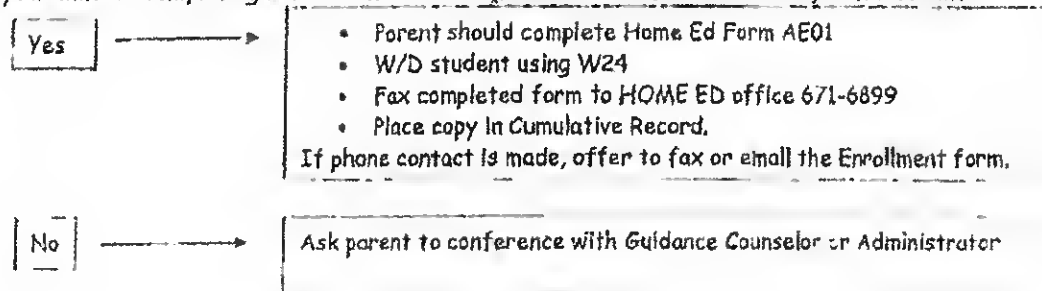 Yes
• Parent should complete Home Ed Form AE01
• W/D student using W24
• Fax completed form to HOME ED office 671-6899
• Place copy in Cumulative Record.
If phone contact is made, offer to fax or email the Enrollment form.
No
Ask parent to conference with Guidance Counselor or Administrator